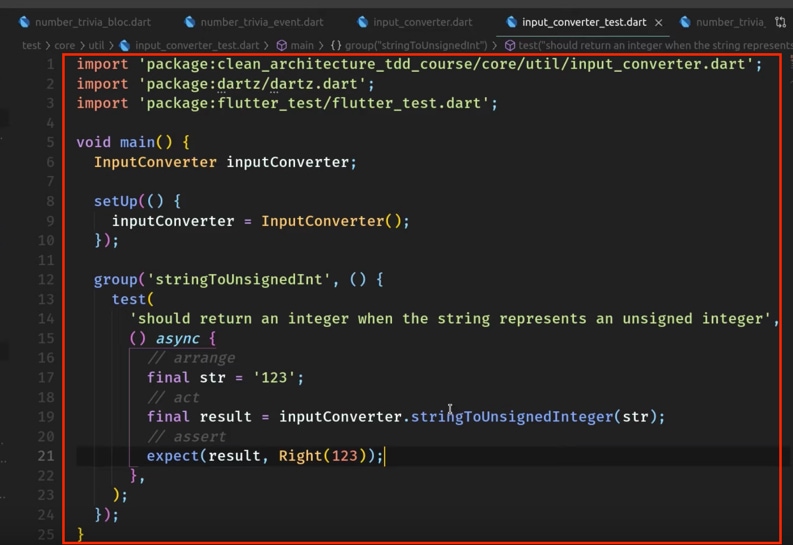 number_trivia_bloc.dart number_trivia_event.dart input_converter.dart input_converter_test.dart × number_trivia_
test > core > util > input_converter_test.dart > main > {} group("stringToUnsignedInt") > test("should return an integer when the string represents
1 import 'package:clean_architecture_tdd_course/core/util/input_converter.dart';
2 import 'package:dartz/dartz.dart';
3 import 'package:flutter_test/flutter_test.dart';
4
5 void main() {
6   InputConverter inputConverter;
7
8   setUp(() {
9     inputConverter = InputConverter();
10   });
11
12   group('stringToUnsignedInt', () {
13     test(
14       'should return an integer when the string represents an unsigned integer',
15       () async {
16         // arrange
17         final str = '123';
18         // act
19         final result = inputConverter.stringToUnsignedInteger(str);
20         // assert
21         expect(result, Right(123));
22       },
23     );
24   });
25 }